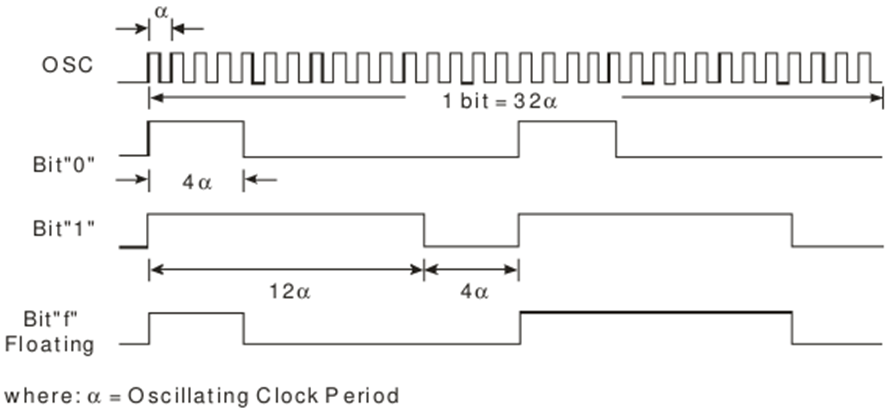 α
OSC
1 bit = 32α
Bit"0"
4α
Bit"1"
12α 4α
Bit"f"
Floating
where: α = Oscillating Clock Period